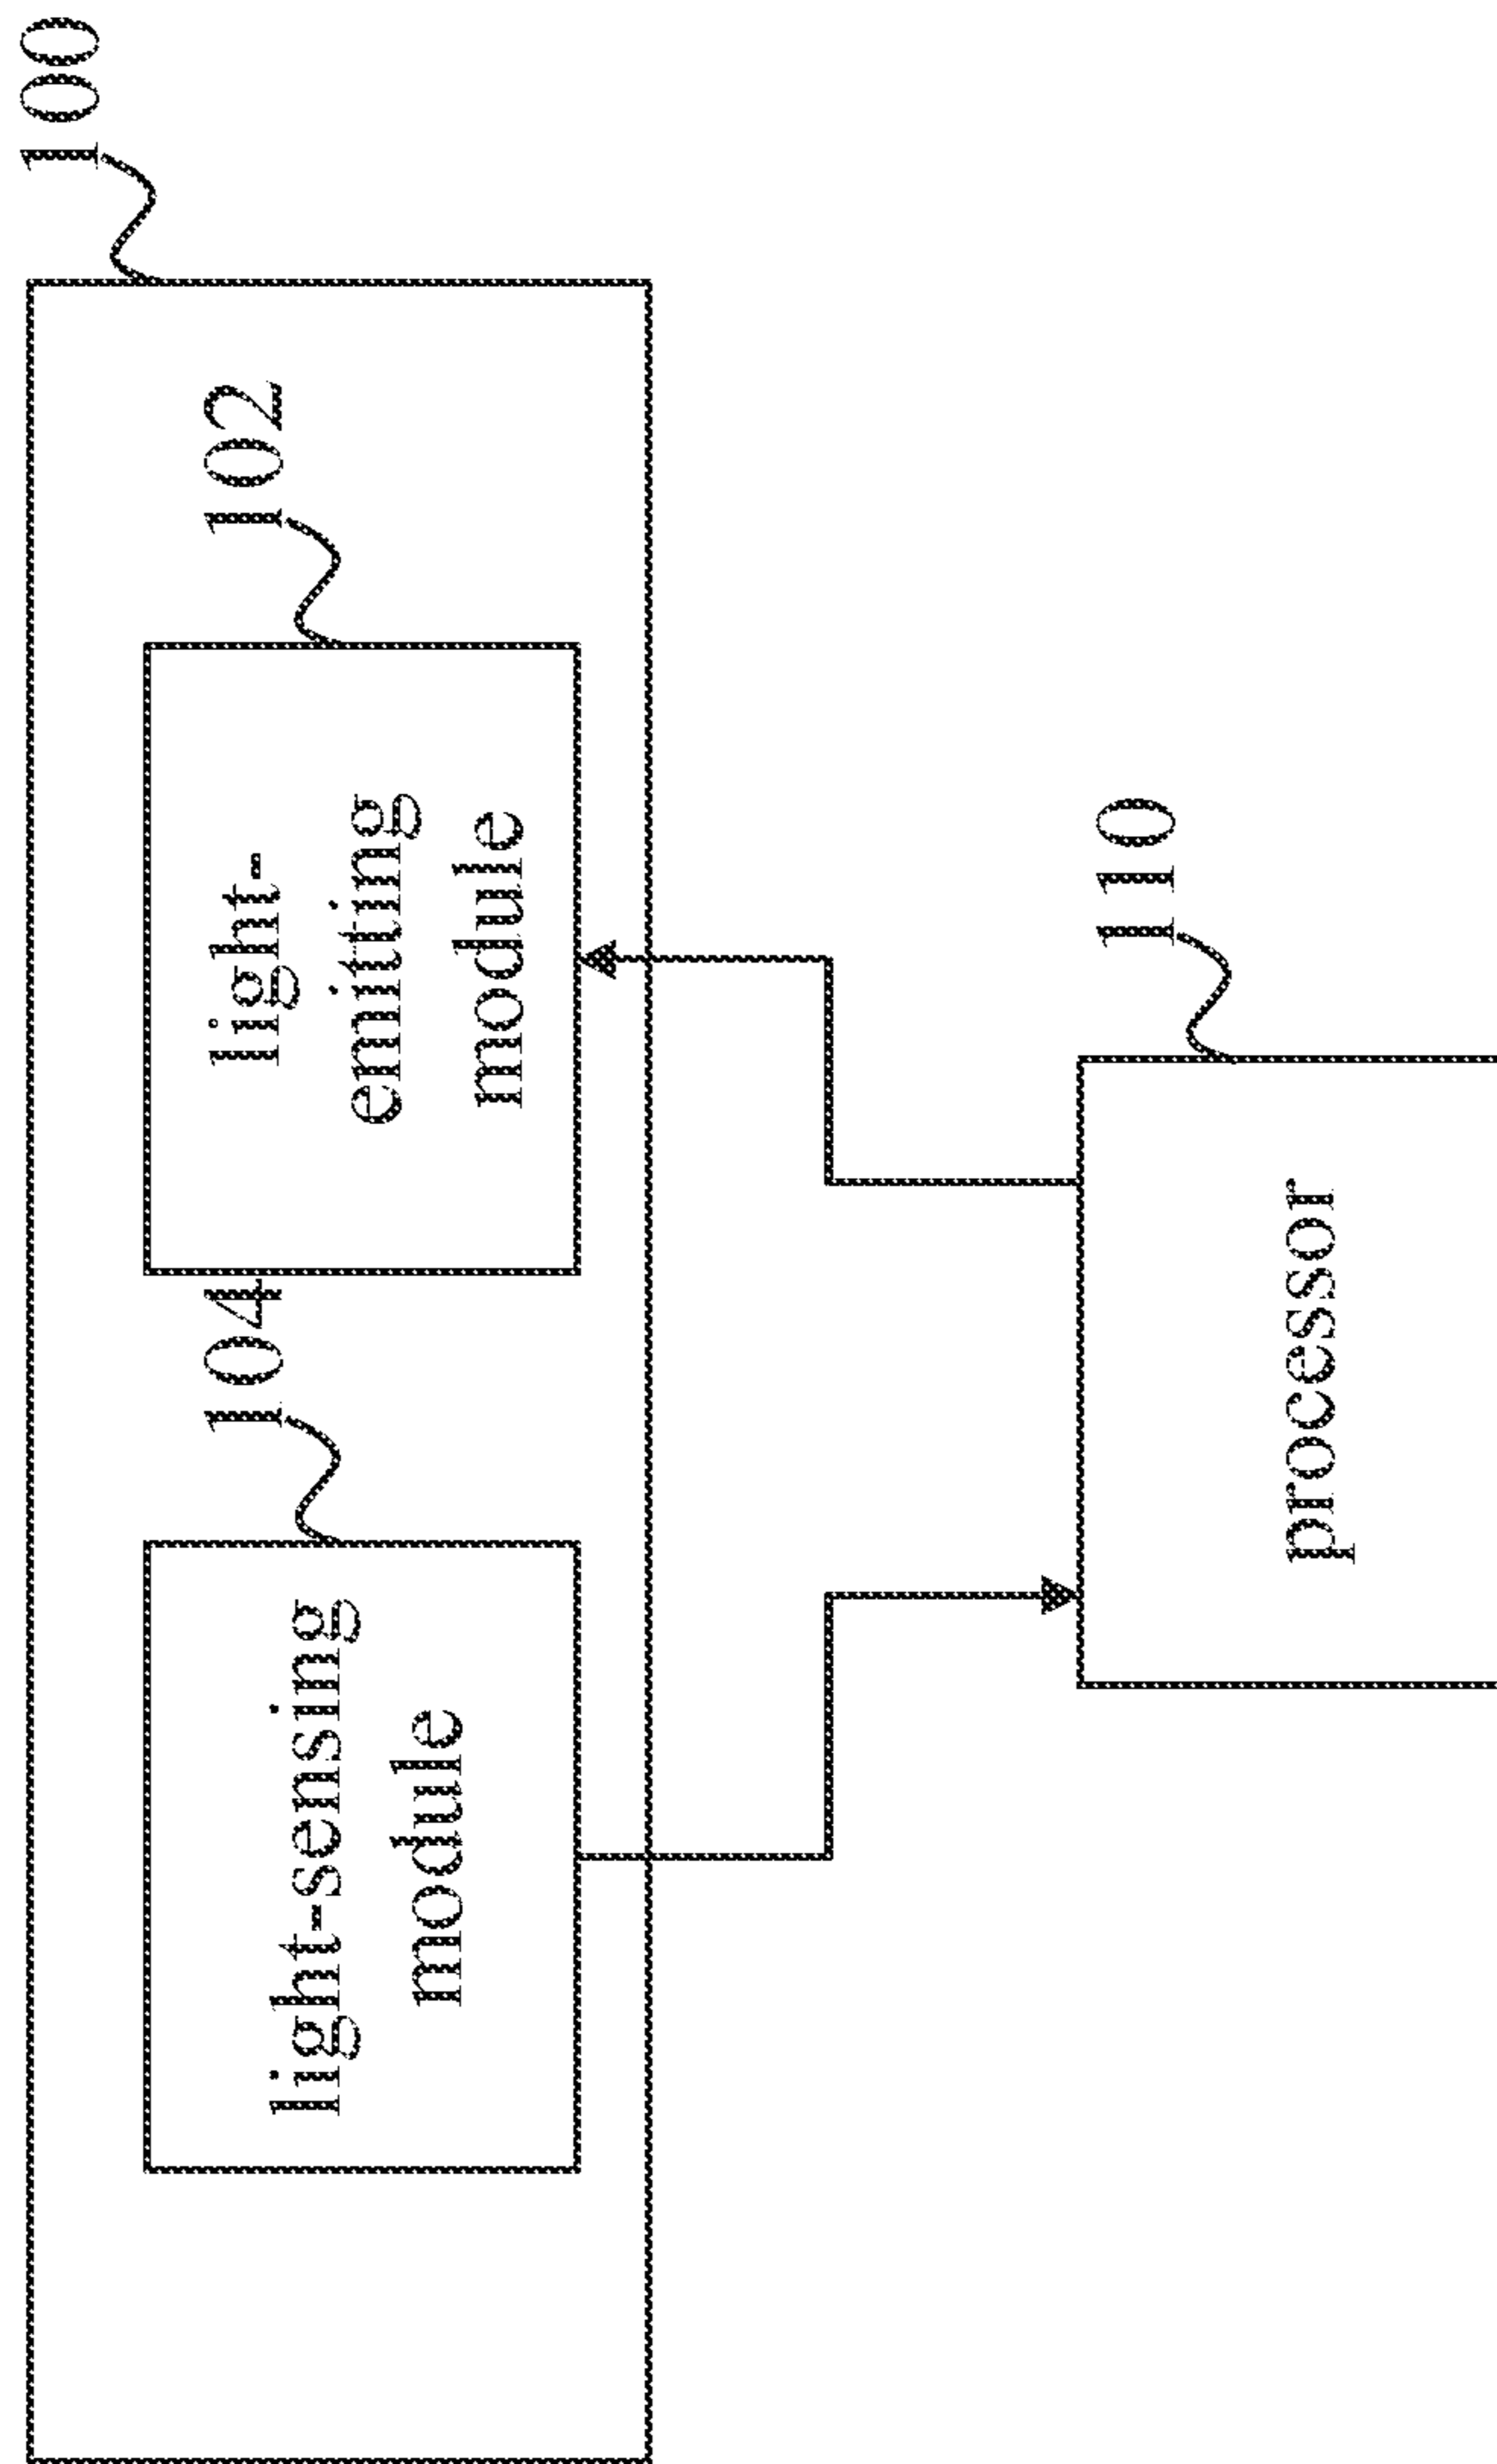 100
104
102
light-sensing
module
light-
emitting
module
110
processor